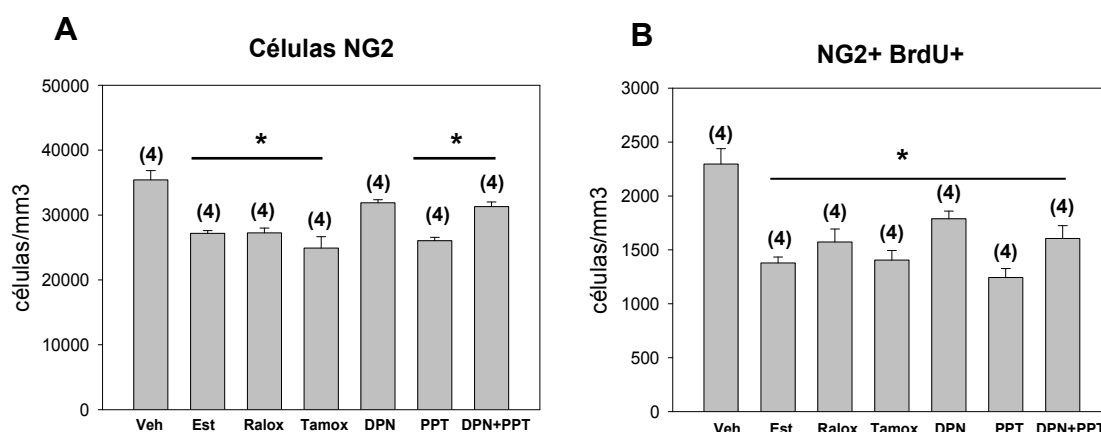 A
Células NG2
células/mm3
50000
40000
30000
20000
10000
0
* *
(4) (4) (4) (4) (4) (4) (4)
Veh Est Ralox Tamox DPN PPT DPN+PPT
B
NG2+ BrdU+
células/mm3
3000
2500
2000
1500
1000
500
0
*
(4) (4) (4) (4) (4) (4) (4)
Veh Est Ralox Tamox DPN PPT DPN+PPT